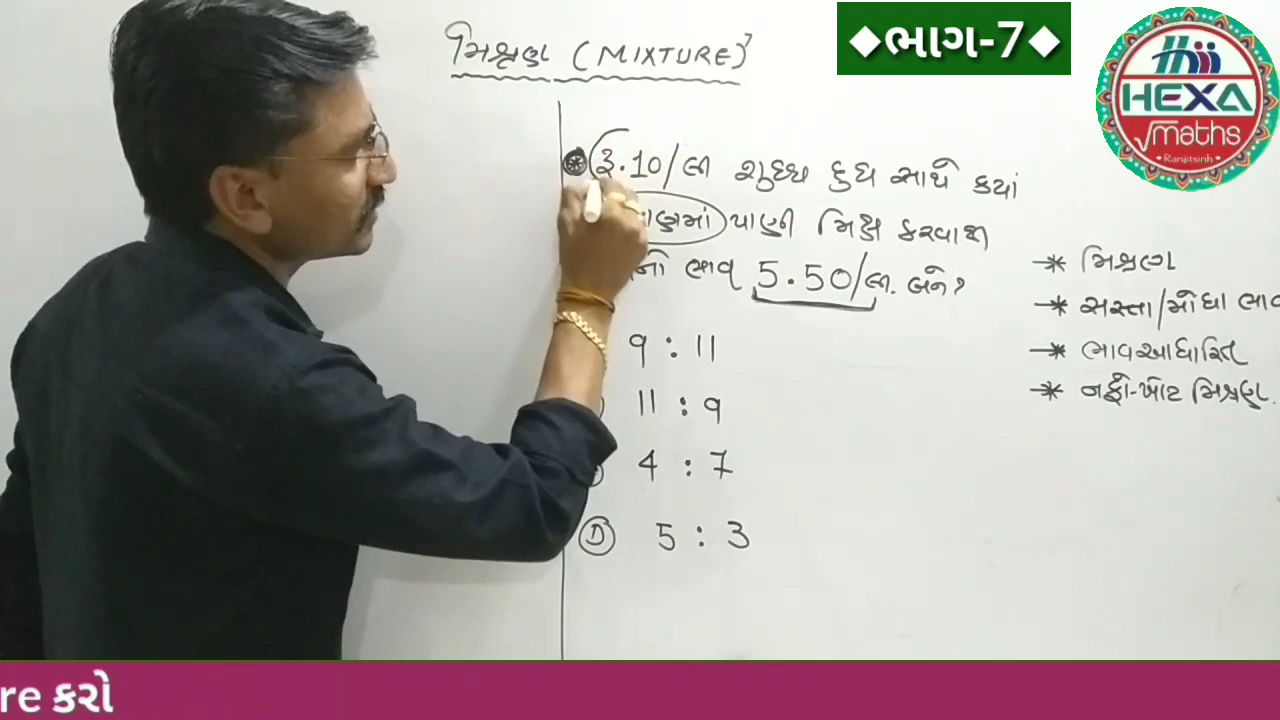 મિશ્રણ (MIXTURE)
◆ભાગ-7◆
HEXA
maths
Ranjitsinh
રૂ.10/લી શુધ્ધ દુધ સાથે કયાં
પાણી મિક્ષ કરવાથી
ભાવ 5.50/લી. બને?
9 : 11
11 : 9
4 : 7
D 5 : 3
* મિશ્રણ
* સસ્તા/મોંઘા ભાવ
* ભાવઆધારિત
* નફો-ખોટ મિશ્રણ.
re કરો